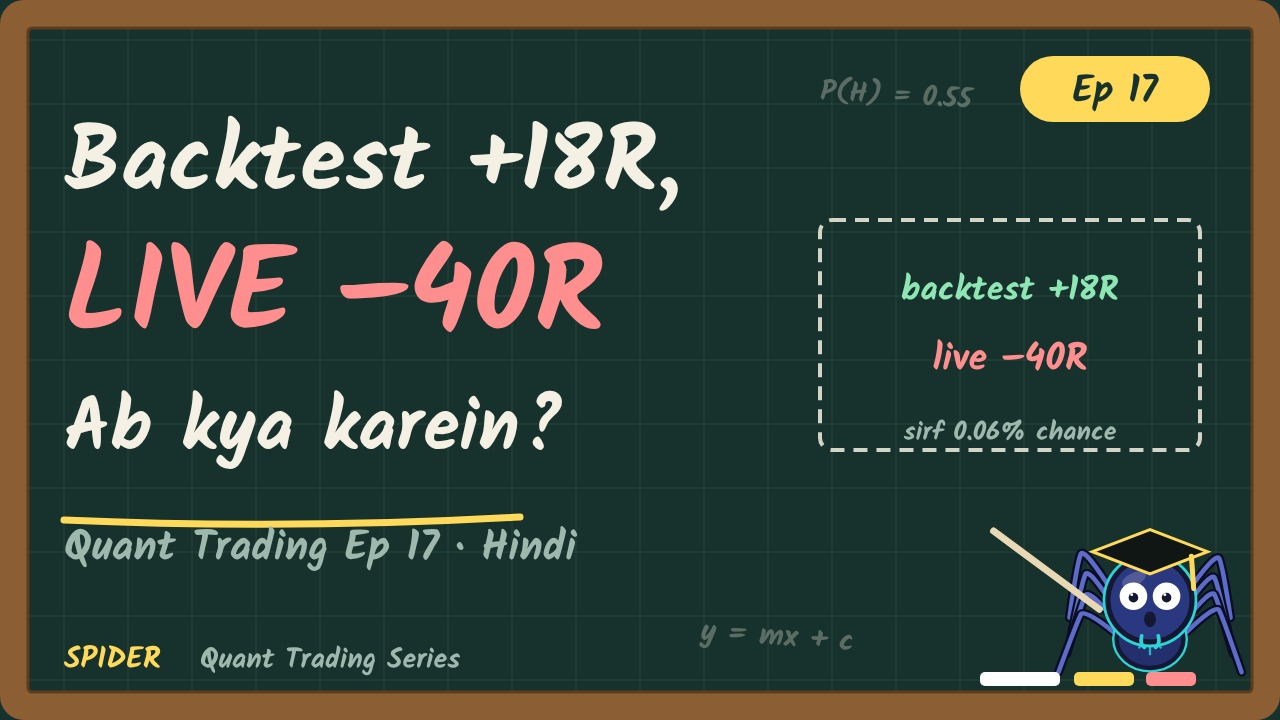 P(H) = 0.55
Ep 17
Backtest +18R,
LIVE −40R
Ab kya karein?
backtest +18R
live −40R
sirf 0.06% chance
Quant Trading Ep 17 · Hindi
y = mx + c
SPIDER
Quant Trading Series